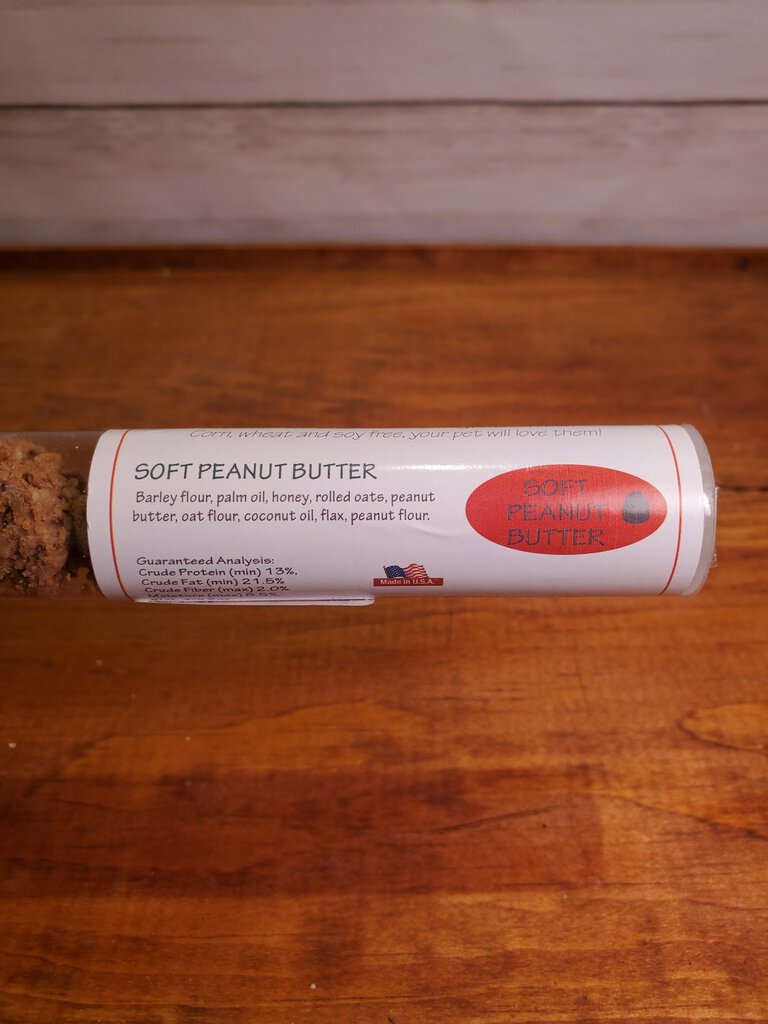 Corn, wheat and soy free, your pet will love them!
SOFT PEANUT BUTTER
Barley flour, palm oil, honey, rolled oats, peanut
butter, oat flour, coconut oil, flax, peanut flour.
Guaranteed Analysis:
Crude Protein (min) 13%,
Crude Fat (min) 21.5%
Crude Fiber (max) 2.0%
Moisture (max)
Made in U.S.A.
SOFT
PEANUT
BUTTER